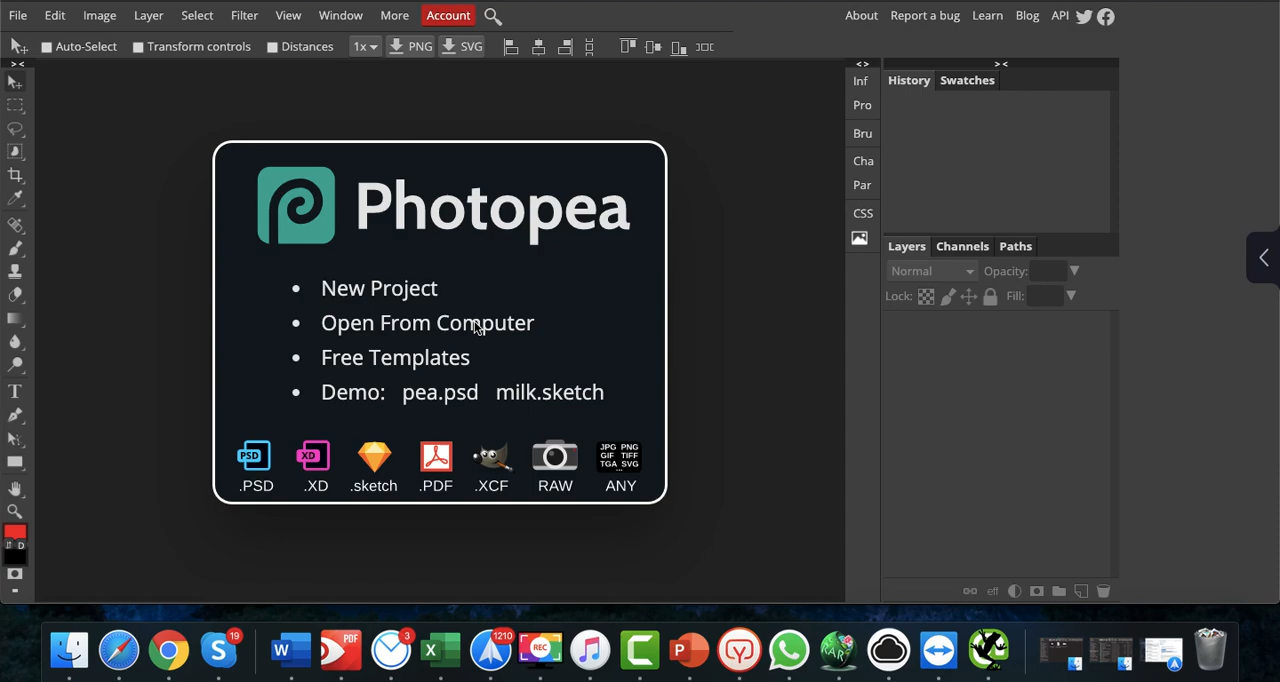 File Edit Image Layer Select Filter View Window More Account About Report a bug Learn Blog API
Auto-Select Transform controls Distances 1x PNG SVG
> < < > > <
Inf
Pro
Bru
Cha
Par
CSS
History Swatches
Photopea
• New Project
• Open From Computer
• Free Templates
• Demo: pea.psd milk.sketch
PSD XD JPG PNG
GIF TIFF
TGA SVG
...
.PSD .XD .sketch .PDF .XCF RAW ANY
Layers Channels Paths
Normal Opacity:
Lock: Fill:
T
D
eff
19 W PDF 3 X 1210 REC C P